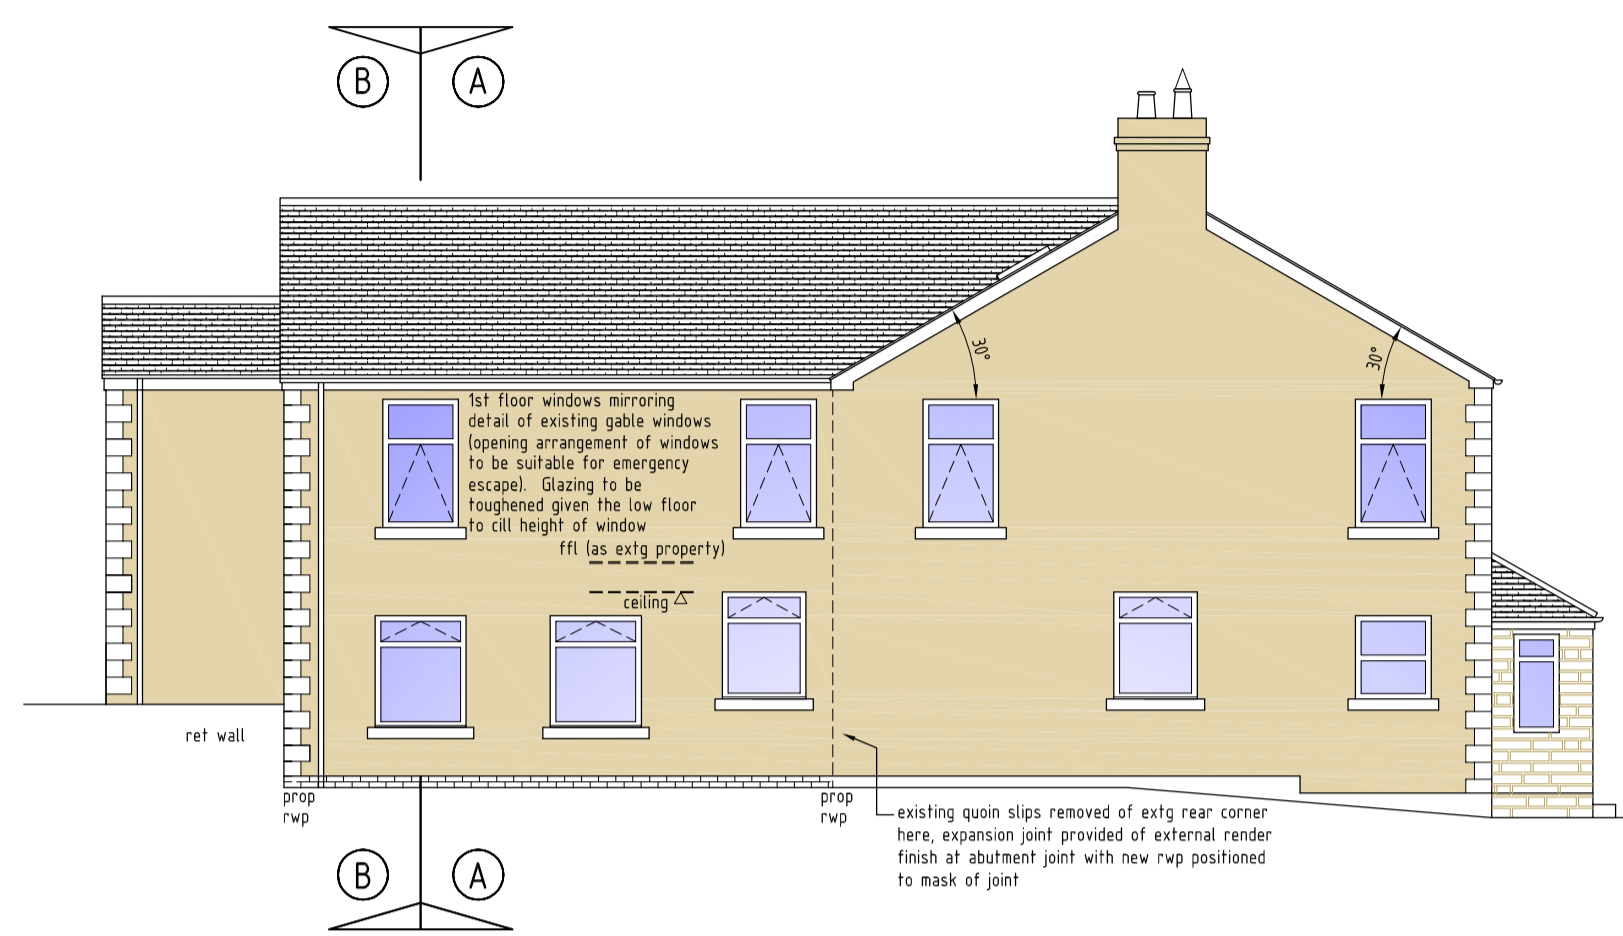 B
A
30°
30°
1st floor windows mirroring
detail of existing gable windows
(opening arrangement of windows
to be suitable for emergency
escape). Glazing to be
toughened given the low floor
to cill height of window
ffl (as extg property)
ceiling
ret wall
prop
rwp
prop
rwp
existing quoin slips removed of extg rear corner
here, expansion joint provided of external render
finish at abutment joint with new rwp positioned
to mask of joint
B
A